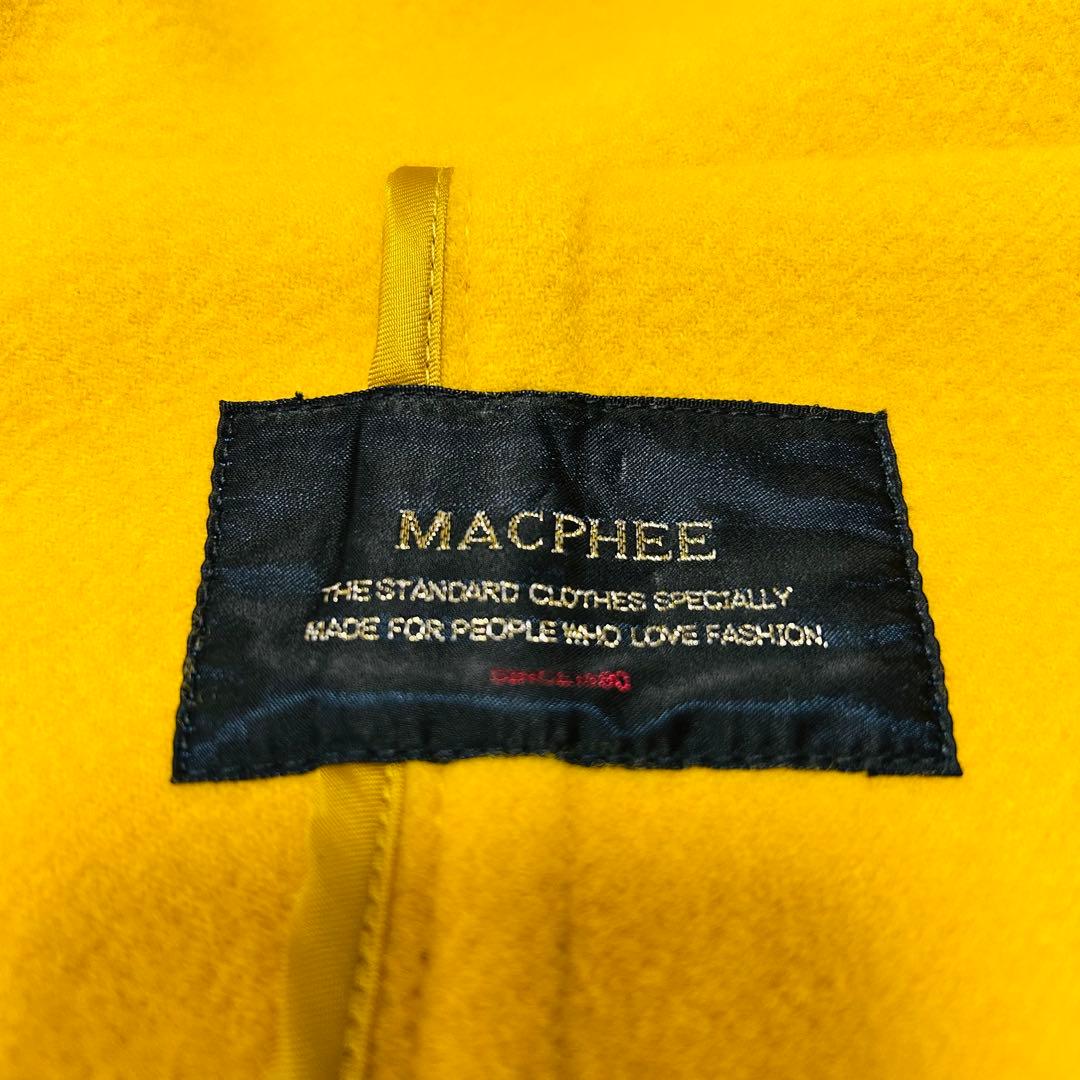 MACPHEE
THE STANDARD CLOTHES SPECIALLY
MADE FOR PEOPLE WHO LOVE FASHION,